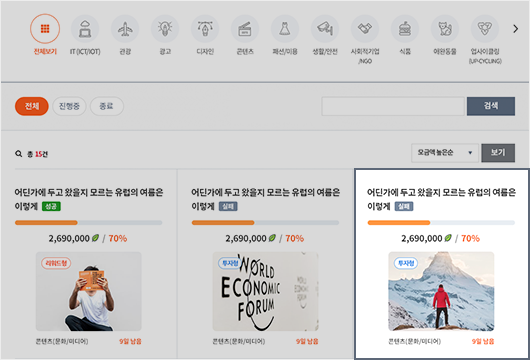 전체보기
IT (ICT/IOT)
관광
광고
디자인
콘텐츠
패션/미용
생활/안전
사회적기업
/NGO
식품
애완동물
업사이클링
(UP-CYCLING)
전체
진행중
종료
검색
총 15건
모금액 높은순
보기
어딘가에 두고 왔을지 모르는 유럽의 여름은
이렇게 성공
2,690,000 / 70%
리워드형
콘텐츠(문화/미디어)
9일 남음
어딘가에 두고 왔을지 모르는 유럽의 여름은
이렇게 실패
2,690,000 / 70%
투자형
WORLD
ECONOMIC
FORUM
콘텐츠(문화/미디어)
9일 남음
어딘가에 두고 왔을지 모르는 유럽의 여름은
이렇게 실패
2,690,000 / 70%
투자형
콘텐츠(문화/미디어)
9일 남음